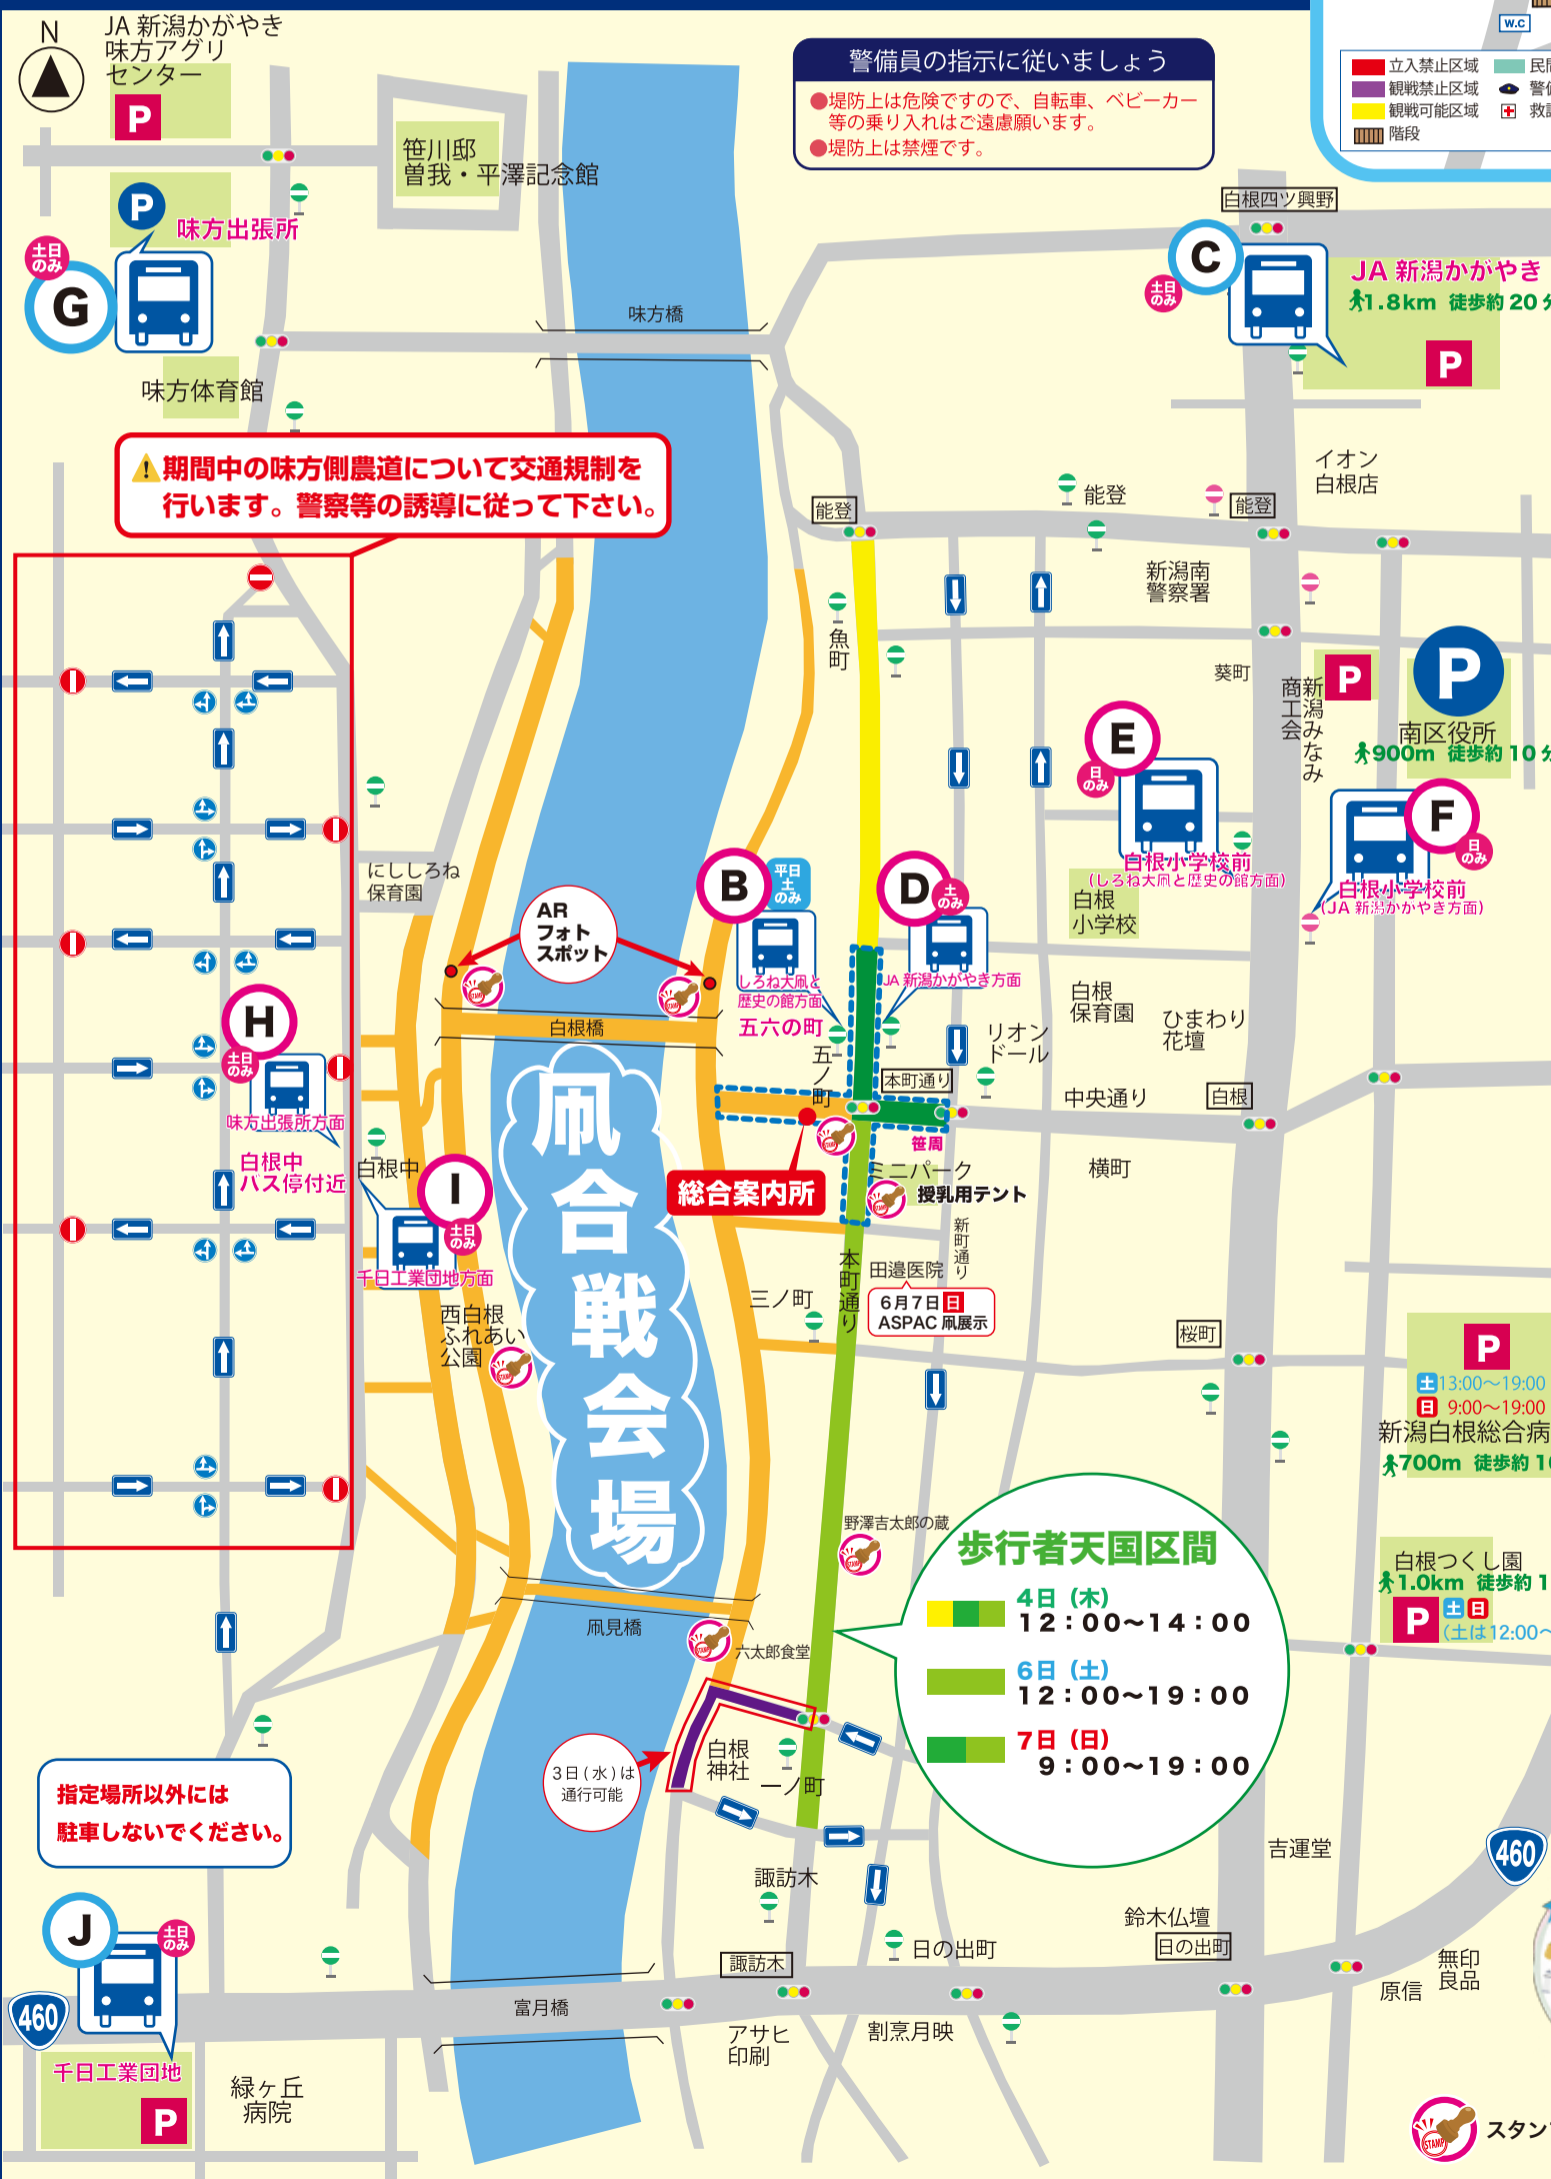 N
JA 新潟かがやき
味方アグリ
センター
P
P
味方出張所
土日
のみ
G
味方体育館
笹川邸
曽我・平澤記念館
味方橋
警備員の指示に従いましょう
●堤防上は危険ですので、自転車、ベビーカー
等の乗り入れはご遠慮願います。
●堤防上は禁煙です。
W.C
立入禁止区域
観戦禁止区域
観戦可能区域
階段
白根四ツ興野
C
土日
のみ
JA 新潟かがやき
1.8km 徒歩約 20
P
⚠期間中の味方側農道について交通規制を
行います。警察等の誘導に従って下さい。
能登
能登
能登
イオン
白根店
新潟南
警察署
魚町
葵町
新潟みなみ
商工会
P
P
南区役所
900m 徒歩約 10
E
日
のみ
白根小学校前
(しろね大凧と歴史の館方面)
白根
小学校
F
日
のみ
白根小学校前
(JA 新潟かがやき方面)
にししろね
保育園
AR
フォト
スポット
B
平日
土
のみ
しろね大凧と
歴史の館方面
五六の町
D
土
のみ
JA 新潟かがやき方面
白根橋
五ノ町
本町通り
リオン
ドール
白根
保育園
ひまわり
花壇
中央通り
白根
笹周
横町
総合案内所
ミニパーク
授乳用テント
新町通り
本町通り
田邉医院
6月7日 日
ASPAC 凧展示
三ノ町
H
土日
のみ
味方出張所方面
白根中
バス停付近
白根中
I
土日
のみ
千日工業団地方面
西白根
ふれあい
公園
凧合戦会場
桜町
P
土 13:00～19:00
日 9:00～19:00
新潟白根総合病
700m 徒歩約
野澤吉太郎の蔵
歩行者天国区間
4日（木）
12：00～14：00
6日（土）
12：00～19：00
7日（日）
9：00～19：00
白根つくし園
1.0km 徒歩約
P
土 日
(土は12:00～
凧見橋
六太郎食堂
3日(水)は
通行可能
白根
神社
一ノ町
指定場所以外には
駐車しないでください。
諏訪木
吉運堂
460
鈴木仏壇
日の出町
日の出町
諏訪木
無印
良品
原信
J
土日
のみ
460
富月橋
アサヒ
印刷
割烹月映
千日工業団地
P
緑ヶ丘
病院
STAMP
スタン